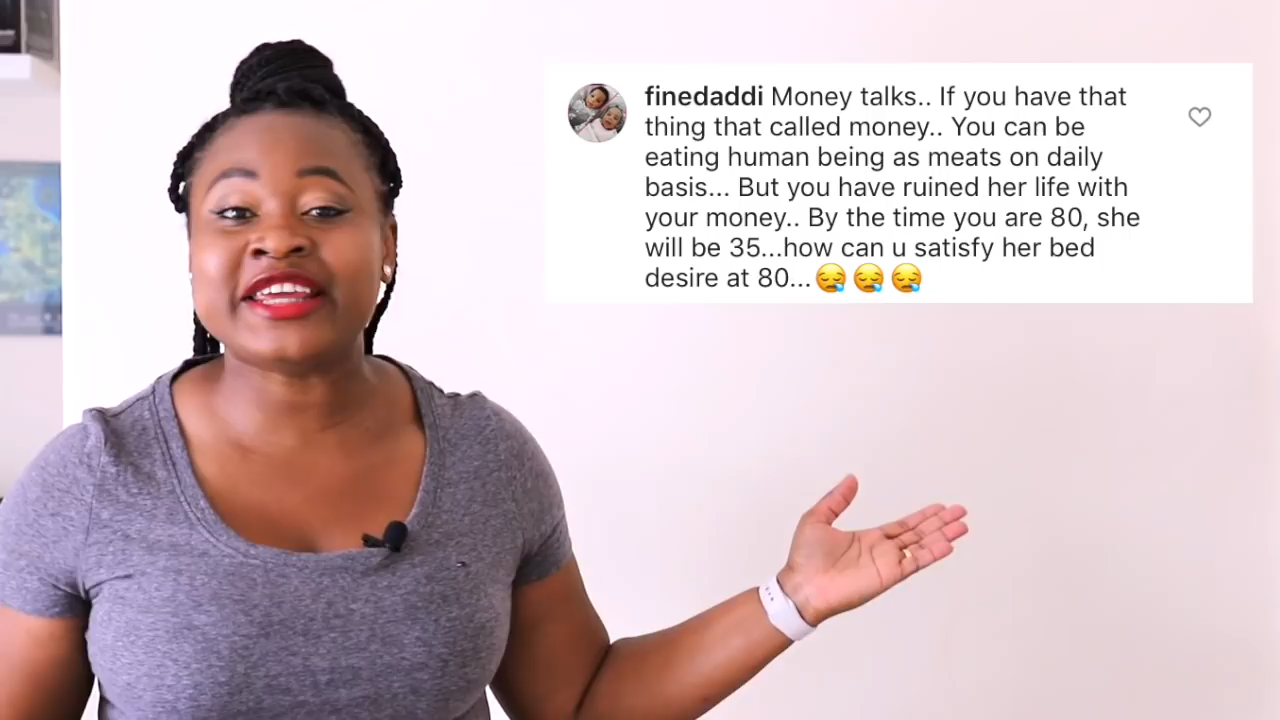 finedaddi Money talks.. If you have that
thing that called money.. You can be
eating human being as meats on daily
basis... But you have ruined her life with
your money.. By the time you are 80, she
will be 35...how can u satisfy her bed
desire at 80...😪😪😪